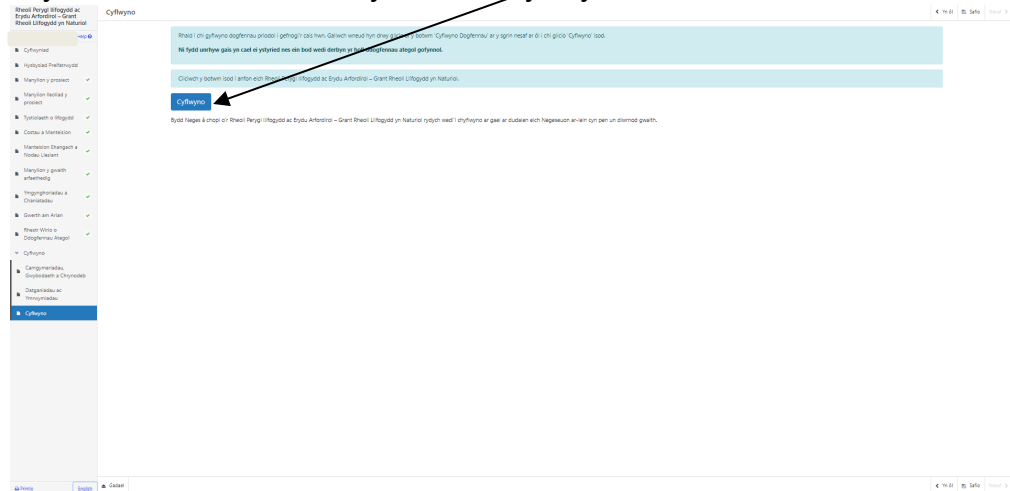 Rheoli Perygl llifogydd ac
Erydu Arfordirol – Grant
Rheoli Llifogydd yn Naturiol
Help
Cyflwyniad
Hysbysiad Preifatrwydd
Manylion y prosiect
Manylion lleoliad y
prosiect
Tystiolaeth o lifogydd
Costau a Manteision
Manteision Ehangach a
Nodau Llesiant
Manylion y gwaith
arfaethedig
Ymgynghoriadau a
Chaniatadau
Gwerth am Arian
Rhestr Wirio o
Ddogfennau Ategol
Cyflwyno
Camgymeriadau,
Gwybodaeth a Chrynodeb
Datganiadau ac
Ymrwymiadau
Cyflwyno
Printio
English
Cyflwyno
Yn ôl
Safio
Nesaf
Rhaid i chi gyflwyno dogfennau priodol i gefnogi'r cais hwn. Gallwch wneud hyn drwy glicio ar y botwm 'Cyflwyno Dogfennau' ar y sgrin nesaf ar ôl i chi glicio 'Cyflwyno' isod.
Ni fydd unrhyw gais yn cael ei ystyried nes ein bod wedi derbyn yr holl ddogfennau ategol gofynnol.
Cliciwch y botwm isod i anfon eich Rheoli Perygl llifogydd ac Erydu Arfordirol – Grant Rheoli Llifogydd yn Naturiol.
Cyflwyno
Bydd Neges â chopi o'r Rheoli Perygl llifogydd ac Erydu Arfordirol – Grant Rheoli Llifogydd yn Naturiol rydych wedi'i chyflwyno ar gael ar dudalen eich Negeseuon ar-lein cyn pen un diwrnod gwaith.
Gadael
Yn ôl
Safio
Nesaf